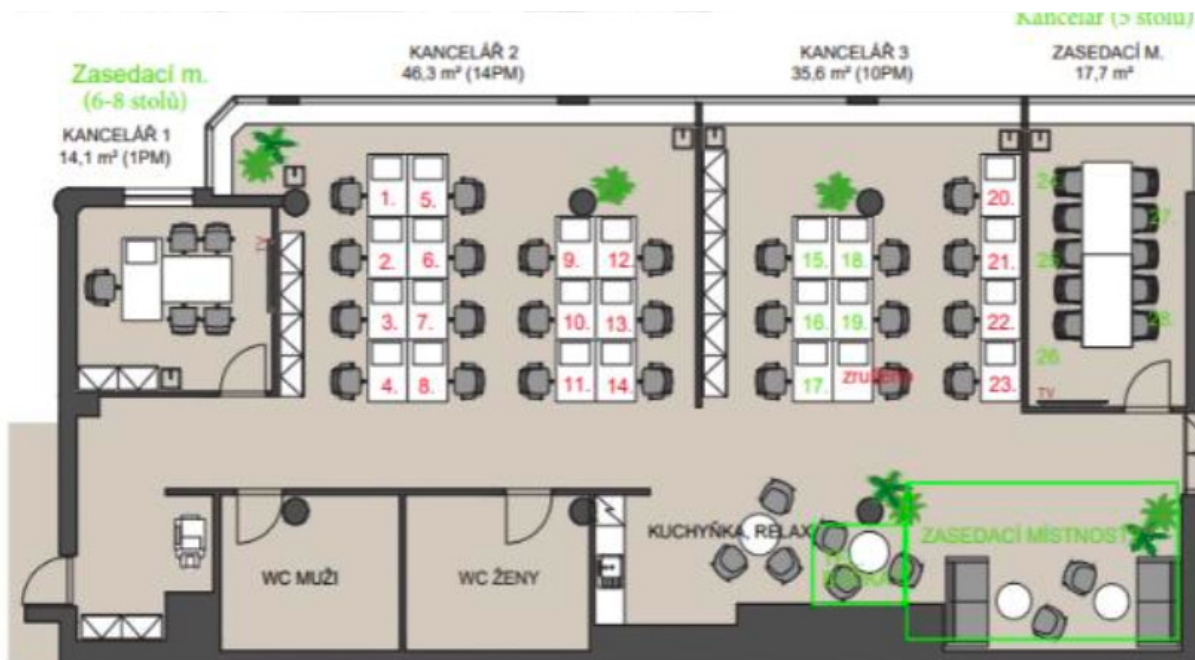 Kancelář (5 stolů)
KANCELÁŘ 2
46,3 m² (14PM)
KANCELÁŘ 3
35,6 m² (10PM)
ZASEDACÍ M.
17,7 m²
Zasedací m.
(6-8 stolů)
KANCELÁŘ 1
14,1 m² (1PM)
1. 5.
2. 6.
3. 7.
4. 8.
9. 12.
10. 13.
11. 14.
15. 18.
16. 19.
17. zrušeno
20.
21.
22.
23.
24
27.
25
28.
26
TV
TV
KUCHYŇKA, RELAX
ZASEDACÍ MÍSTNOST
WC MUŽI
WC ŽENY